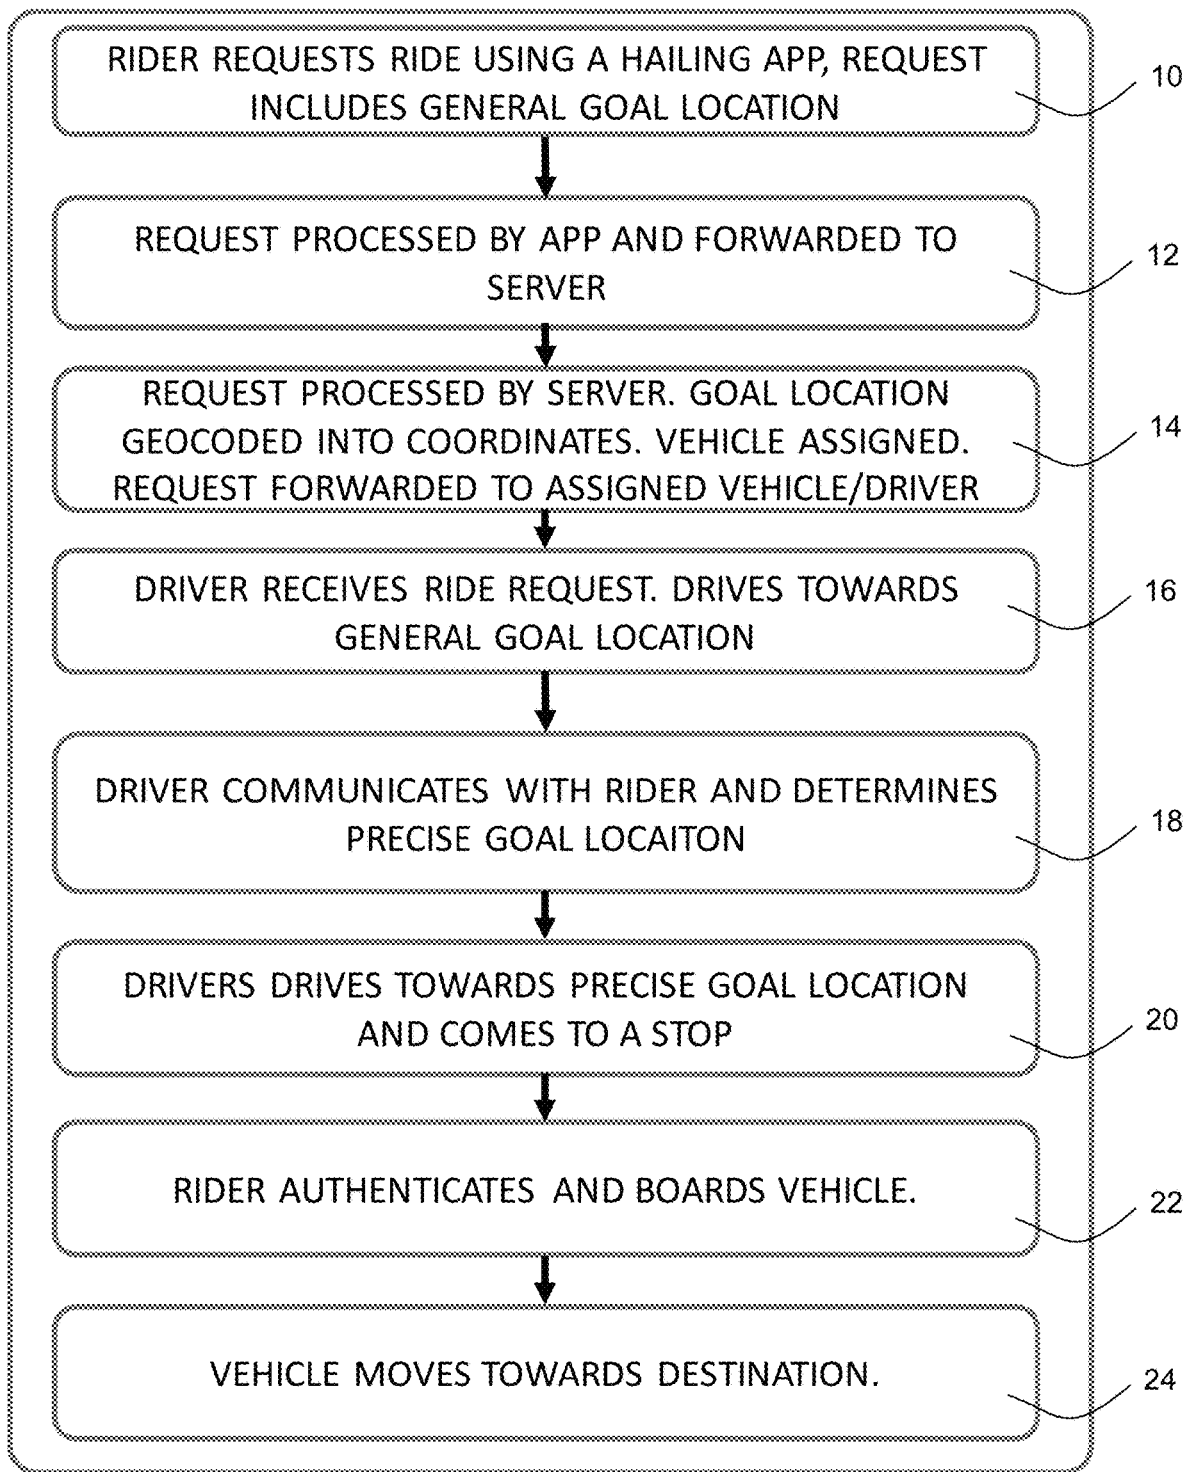 RIDER REQUESTS RIDE USING A HAILING APP, REQUEST
INCLUDES GENERAL GOAL LOCATION
10
REQUEST PROCESSED BY APP AND FORWARDED TO
SERVER
12
REQUEST PROCESSED BY SERVER. GOAL LOCATION
GEOCODED INTO COORDINATES. VEHICLE ASSIGNED.
REQUEST FORWARDED TO ASSIGNED VEHICLE/DRIVER
14
DRIVER RECEIVES RIDE REQUEST. DRIVES TOWARDS
GENERAL GOAL LOCATION
16
DRIVER COMMUNICATES WITH RIDER AND DETERMINES
PRECISE GOAL LOCAITON
18
DRIVERS DRIVES TOWARDS PRECISE GOAL LOCATION
AND COMES TO A STOP
20
RIDER AUTHENTICATES AND BOARDS VEHICLE.
22
VEHICLE MOVES TOWARDS DESTINATION.
24